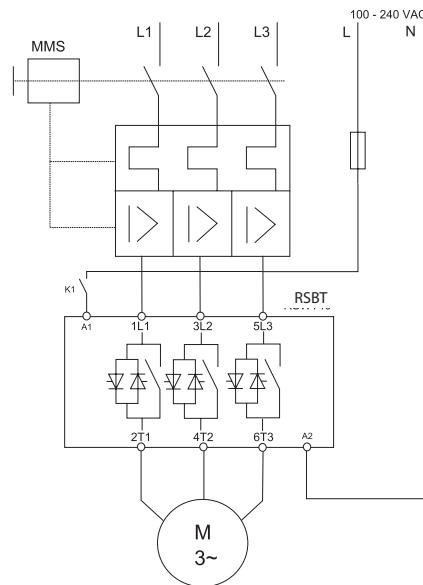 100 - 240 VAC
L1 L2 L3 L N
MMS
K1
RSBT
A1 1L1 3L2 5L3
2T1 4T2 6T3 A2
M
3~